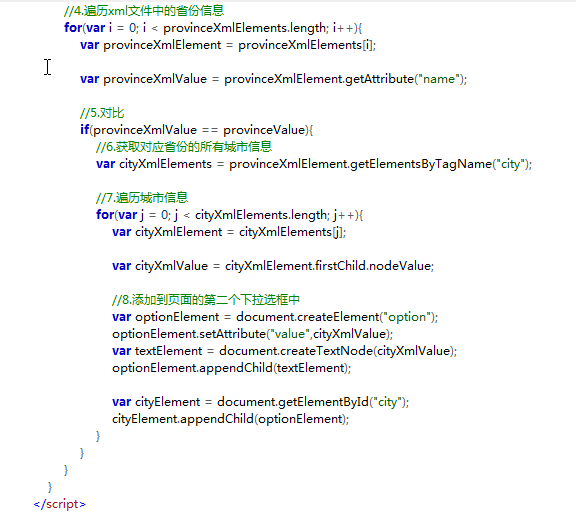 //4.遍历xml文件中的省份信息
for(var i = 0; i < provinceXmlElements.length; i++){
var provinceXmlElement = provinceXmlElements[i];
var provinceXmlValue = provinceXmlElement.getAttribute("name");
//5.对比
if(provinceXmlValue == provinceValue){
//6.获取对应省份的所有城市信息
var cityXmlElements = provinceXmlElement.getElementsByTagName("city");
//7.遍历城市信息
for(var j = 0; j < cityXmlElements.length; j++){
var cityXmlElement = cityXmlElements[j];
var cityXmlValue = cityXmlElement.firstChild.nodeValue;
//8.添加到页面的第二个下拉选框中
var optionElement = document.createElement("option");
optionElement.setAttribute("value",cityXmlValue);
var textElement = document.createTextNode(cityXmlValue);
optionElement.appendChild(textElement);
var cityElement = document.getElementById("city");
cityElement.appendChild(optionElement);
}
}
}
}
</script>